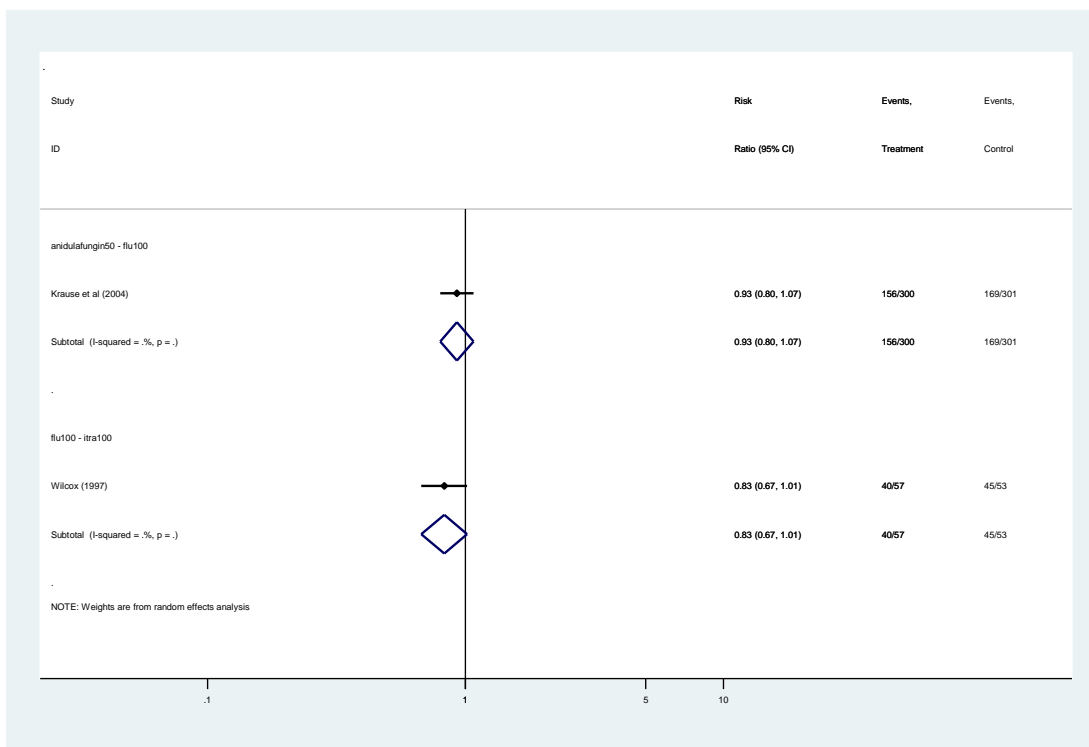 .
Study Risk Events, Events,
ID Ratio (95% CI) Treatment Control
anidulafungin50 - flu100
Krause et al (2004) 0.93 (0.80, 1.07) 156/300 169/301
Subtotal (I-squared = .%, p = .) 0.93 (0.80, 1.07) 156/300 169/301
.
flu100 - itra100
Wilcox (1997) 0.83 (0.67, 1.01) 40/57 45/53
Subtotal (I-squared = .%, p = .) 0.83 (0.67, 1.01) 40/57 45/53
.
NOTE: Weights are from random effects analysis
.1 1 5 10